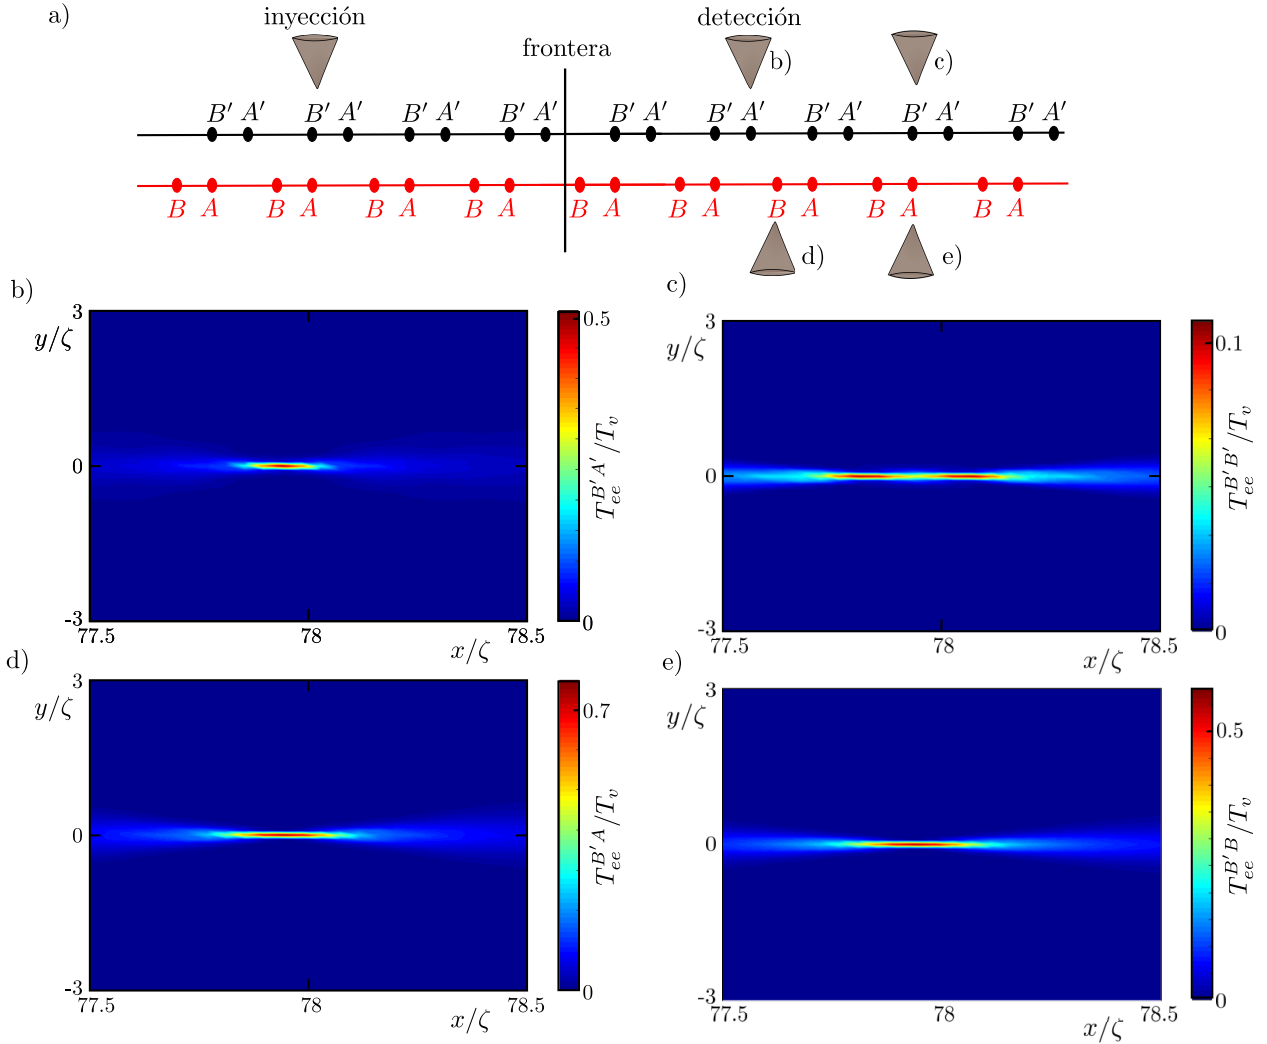 a)
inyección
detección
frontera
b)
c)
B′ A′ B′ A′ B′ A′ B′ A′ B′ A′ B′ A′ B′ A′ B′ A′ B′ A′
B A B A B A B A B A B A B A B A B A
d)
e)
b)
3
y/ζ
0
-3
77.5 78 78.5
x/ζ
0.5
0
T_{ee}^{B′A′}/T_v
c)
3
y/ζ
0
-3
77.5 78 78.5
x/ζ
0.1
0
T_{ee}^{B′B′}/T_v
d)
3
y/ζ
0
-3
77.5 78 78.5
x/ζ
0.7
0
T_{ee}^{B′A}/T_v
e)
3
y/ζ
0
-3
77.5 78 78.5
x/ζ
0.5
0
T_{ee}^{B′B}/T_v